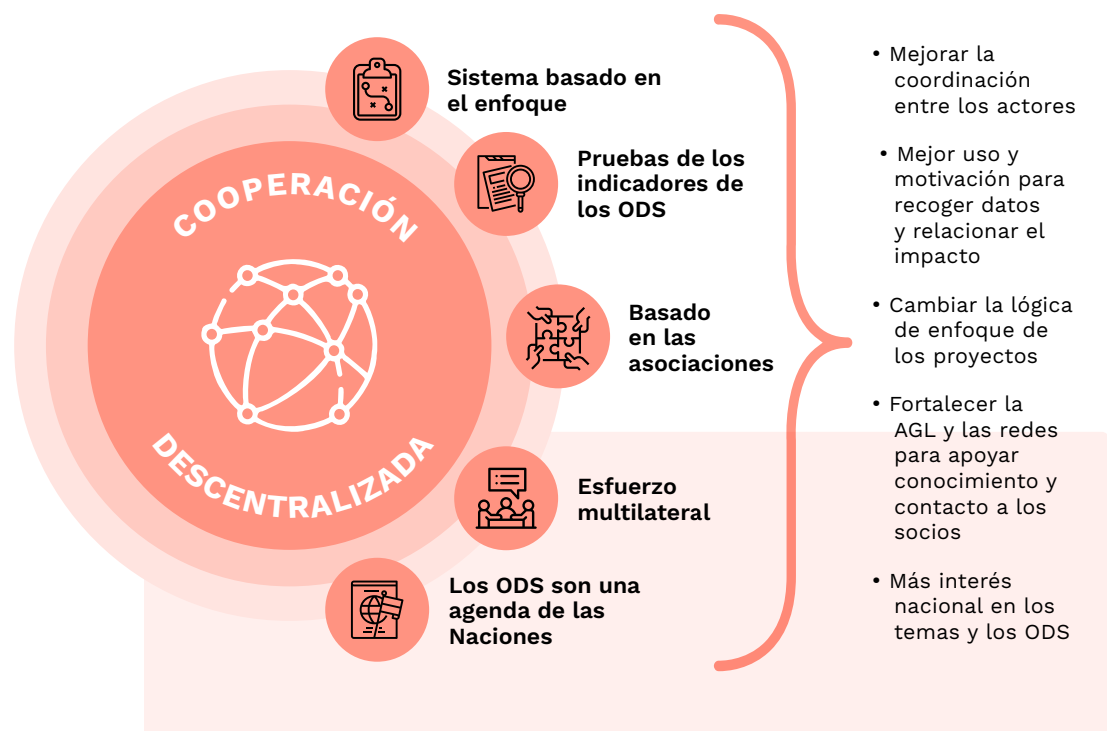 COOPERACIÓN
DESCENTRALIZADA
Sistema basado en
el enfoque
Pruebas de los
indicadores de
los ODS
Basado
en las
asociaciones
Esfuerzo
multilateral
Los ODS son una
agenda de las
Naciones
• Mejorar la
coordinación
entre los actores
• Mejor uso y
motivación para
recoger datos
y relacionar el
impacto
• Cambiar la lógica
de enfoque de
los proyectos
• Fortalecer la
AGL y las redes
para apoyar
conocimiento y
contacto a los
socios
• Más interés
nacional en los
temas y los ODS